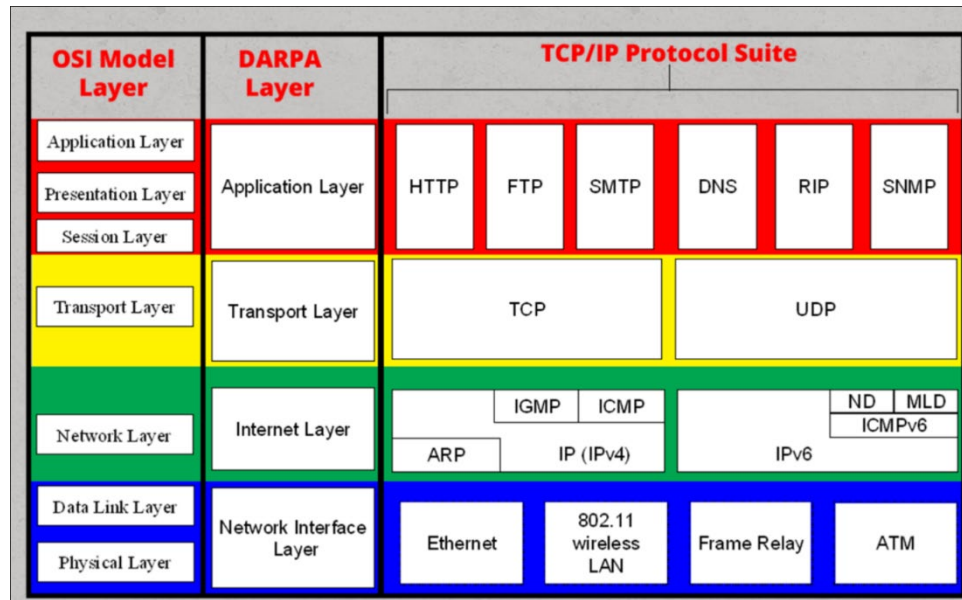 OSI Model
Layer
DARPA
Layer
TCP/IP Protocol Suite
Application Layer
Presentation Layer
Session Layer
Application Layer
HTTP
FTP
SMTP
DNS
RIP
SNMP
Transport Layer
Transport Layer
TCP
UDP
Network Layer
Internet Layer
IGMP
ICMP
ARP
IP (IPv4)
ND
MLD
ICMPv6
IPv6
Data Link Layer
Physical Layer
Network Interface
Layer
Ethernet
802.11
wireless
LAN
Frame Relay
ATM